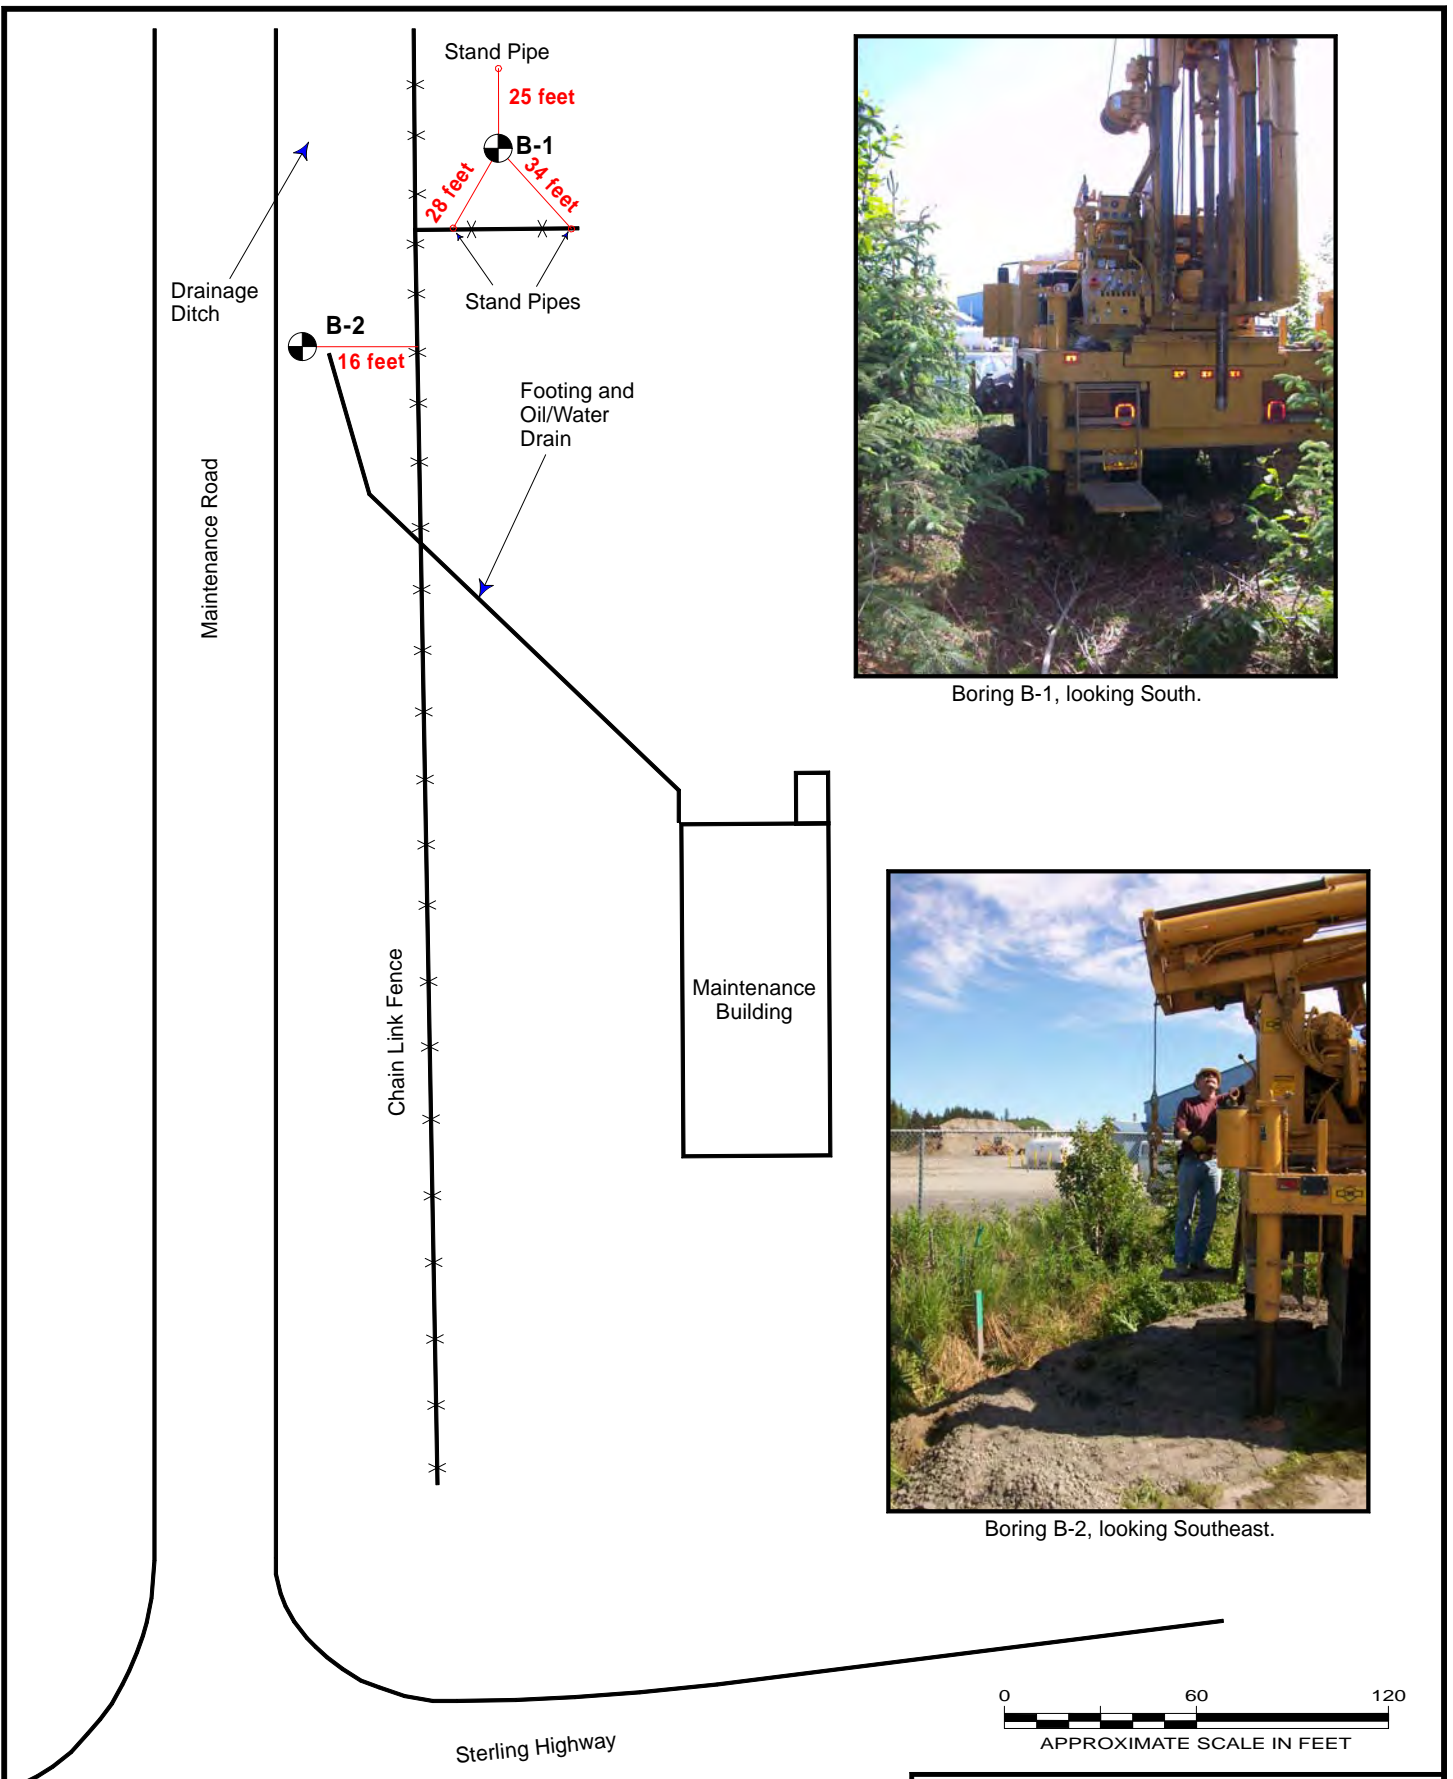 Stand Pipe
25 feet
B-1
28 feet
34 feet
Stand Pipes
Drainage
Ditch
B-2
16 feet
Footing and
Oil/Water
Drain
Maintenance Road
Boring B-1, looking South.
Chain Link Fence
Maintenance
Building
Boring B-2, looking Southeast.
0 60 120
APPROXIMATE SCALE IN FEET
Sterling Highway